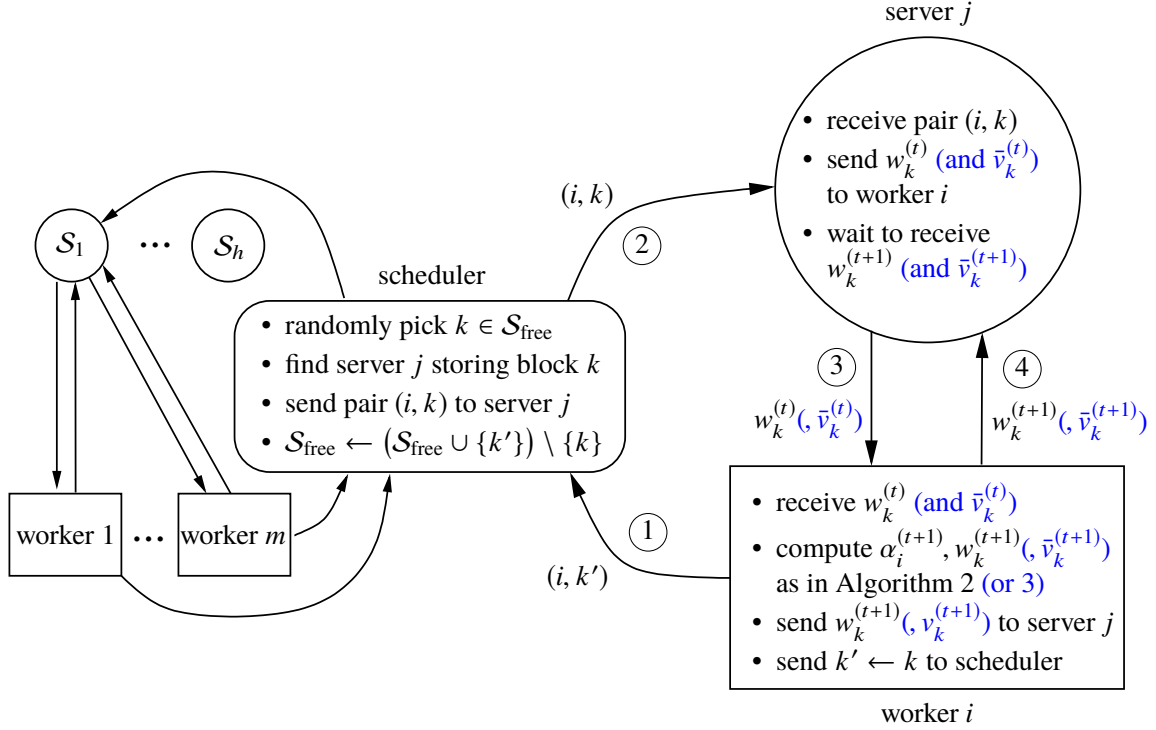 server j
• receive pair (i, k)
• send w_k^{(t)} (and v̄_k^{(t)})
to worker i
• wait to receive
w_k^{(t+1)} (and v̄_k^{(t+1)})
(i, k)
②
S_1 ... S_h
scheduler
• randomly pick k ∈ S_free
• find server j storing block k
• send pair (i, k) to server j
• S_free ← (S_free ∪ {k′}) \ {k}
③
④
w_k^{(t)}(, v̄_k^{(t)})
w_k^{(t+1)}(, v̄_k^{(t+1)})
worker 1 ... worker m
①
(i, k′)
• receive w_k^{(t)} (and v̄_k^{(t)})
• compute α_i^{(t+1)}, w_k^{(t+1)}(, v̄_k^{(t+1)})
as in Algorithm 2 (or 3)
• send w_k^{(t+1)}(, v_k^{(t+1)}) to server j
• send k′ ← k to scheduler
worker i